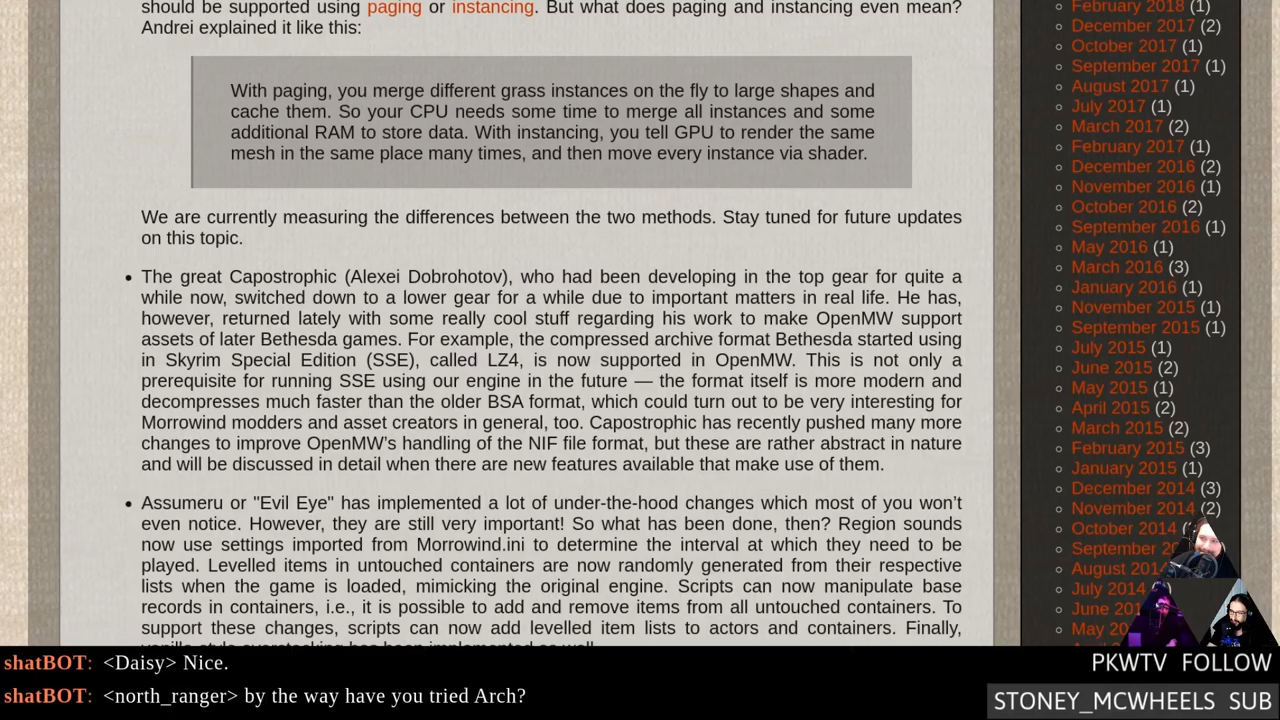 should be supported using paging or instancing. But what does paging and instancing even mean?
Andrei explained it like this:
With paging, you merge different grass instances on the fly to large shapes and
cache them. So your CPU needs some time to merge all instances and some
additional RAM to store data. With instancing, you tell GPU to render the same
mesh in the same place many times, and then move every instance via shader.
We are currently measuring the differences between the two methods. Stay tuned for future updates
on this topic.
• The great Capostrophic (Alexei Dobrohotov), who had been developing in the top gear for quite a
while now, switched down to a lower gear for a while due to important matters in real life. He has,
however, returned lately with some really cool stuff regarding his work to make OpenMW support
assets of later Bethesda games. For example, the compressed archive format Bethesda started using
in Skyrim Special Edition (SSE), called LZ4, is now supported in OpenMW. This is not only a
prerequisite for running SSE using our engine in the future — the format itself is more modern and
decompresses much faster than the older BSA format, which could turn out to be very interesting for
Morrowind modders and asset creators in general, too. Capostrophic has recently pushed many more
changes to improve OpenMW's handling of the NIF file format, but these are rather abstract in nature
and will be discussed in detail when there are new features available that make use of them.
• Assumeru or "Evil Eye" has implemented a lot of under-the-hood changes which most of you won't
even notice. However, they are still very important! So what has been done, then? Region sounds
now use settings imported from Morrowind.ini to determine the interval at which they need to be
played. Levelled items in untouched containers are now randomly generated from their respective
lists when the game is loaded, mimicking the original engine. Scripts can now manipulate base
records in containers, i.e., it is possible to add and remove items from all untouched containers. To
support these changes, scripts can now add levelled item lists to actors and containers. Finally,
February 2018 (1)
December 2017 (2)
October 2017 (1)
September 2017 (1)
August 2017 (1)
July 2017 (1)
March 2017 (2)
February 2017 (1)
December 2016 (2)
November 2016 (1)
October 2016 (2)
September 2016 (1)
May 2016 (1)
March 2016 (3)
January 2016 (1)
November 2015 (1)
September 2015 (1)
July 2015 (1)
June 2015 (2)
May 2015 (1)
April 2015 (2)
March 2015 (2)
February 2015 (3)
January 2015 (1)
December 2014 (3)
November 2014 (2)
October 2014
September
August 2014
July 2014
June
May
shatBOT: <Daisy> Nice.
shatBOT: <north_ranger> by the way have you tried Arch?
PKWTV FOLLOW
STONEY_MCWHEELS SUB